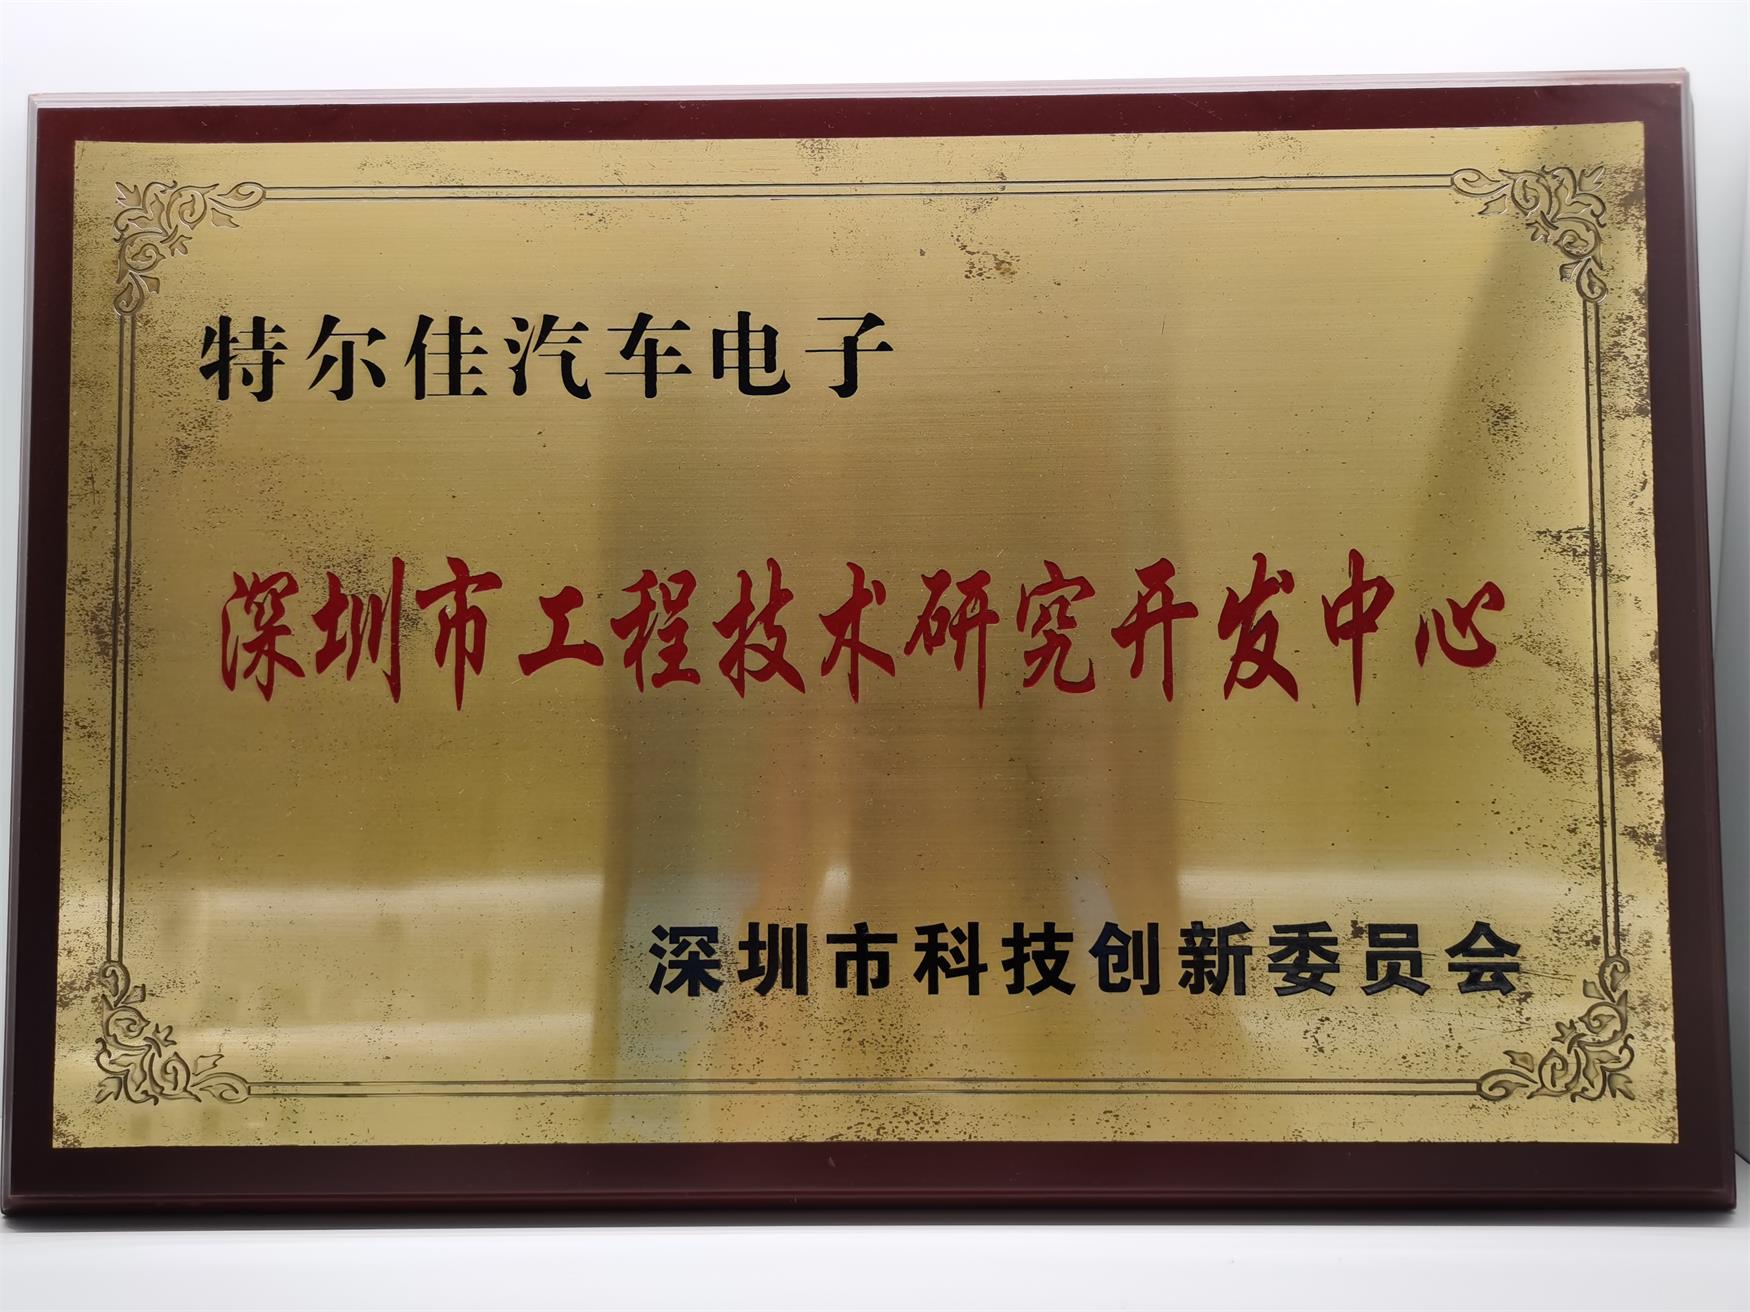 特尔佳汽车电子
深圳市工程技术研究开发中心
深圳市科技创新委员会